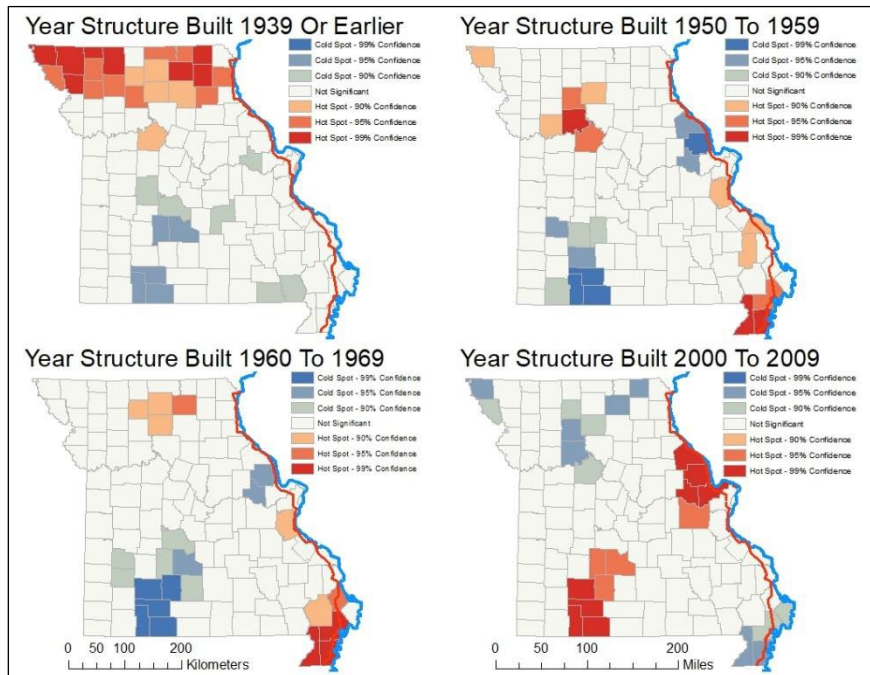 Year Structure Built 1939 Or Earlier
Cold Spot - 99% Confidence
Cold Spot - 95% Confidence
Cold Spot - 90% Confidence
Not Significant
Hot Spot - 90% Confidence
Hot Spot - 95% Confidence
Hot Spot - 99% Confidence
Year Structure Built 1950 To 1959
Cold Spot - 99% Confidence
Cold Spot - 95% Confidence
Cold Spot - 90% Confidence
Not Significant
Hot Spot - 90% Confidence
Hot Spot - 95% Confidence
Hot Spot - 99% Confidence
Year Structure Built 1960 To 1969
Cold Spot - 99% Confidence
Cold Spot - 95% Confidence
Cold Spot - 90% Confidence
Not Significant
Hot Spot - 90% Confidence
Hot Spot - 95% Confidence
Hot Spot - 99% Confidence
0 50 100 200
Kilometers
Year Structure Built 2000 To 2009
Cold Spot - 99% Confidence
Cold Spot - 95% Confidence
Cold Spot - 90% Confidence
Not Significant
Hot Spot - 90% Confidence
Hot Spot - 95% Confidence
Hot Spot - 99% Confidence
0 50 100 200
Miles